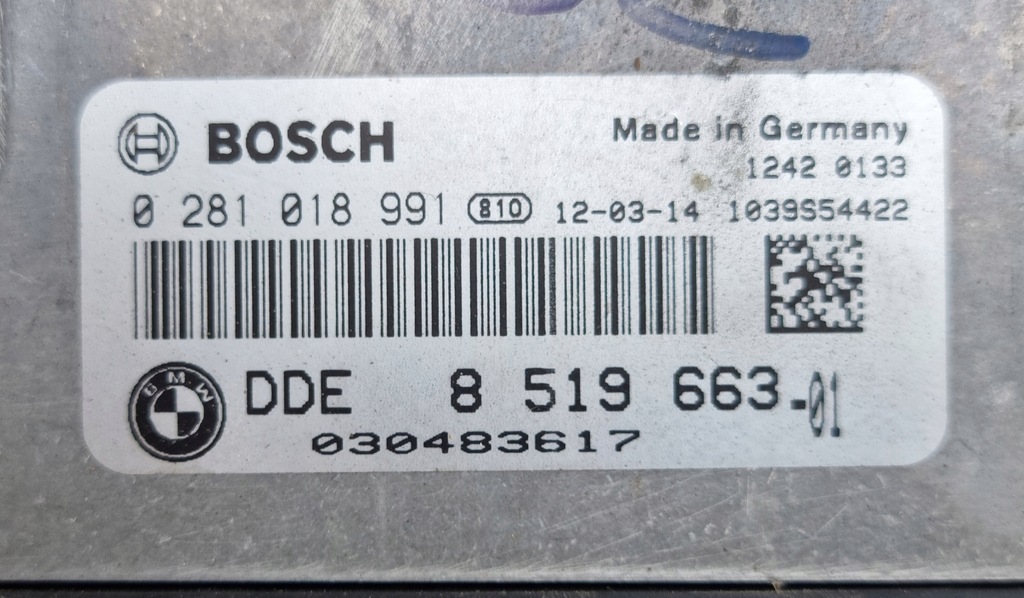 BOSCH
Made in Germany
1242 0133
0 281 018 991 810 12-03-14 1039S54422
BMW DDE 8 519 663-01
030483617